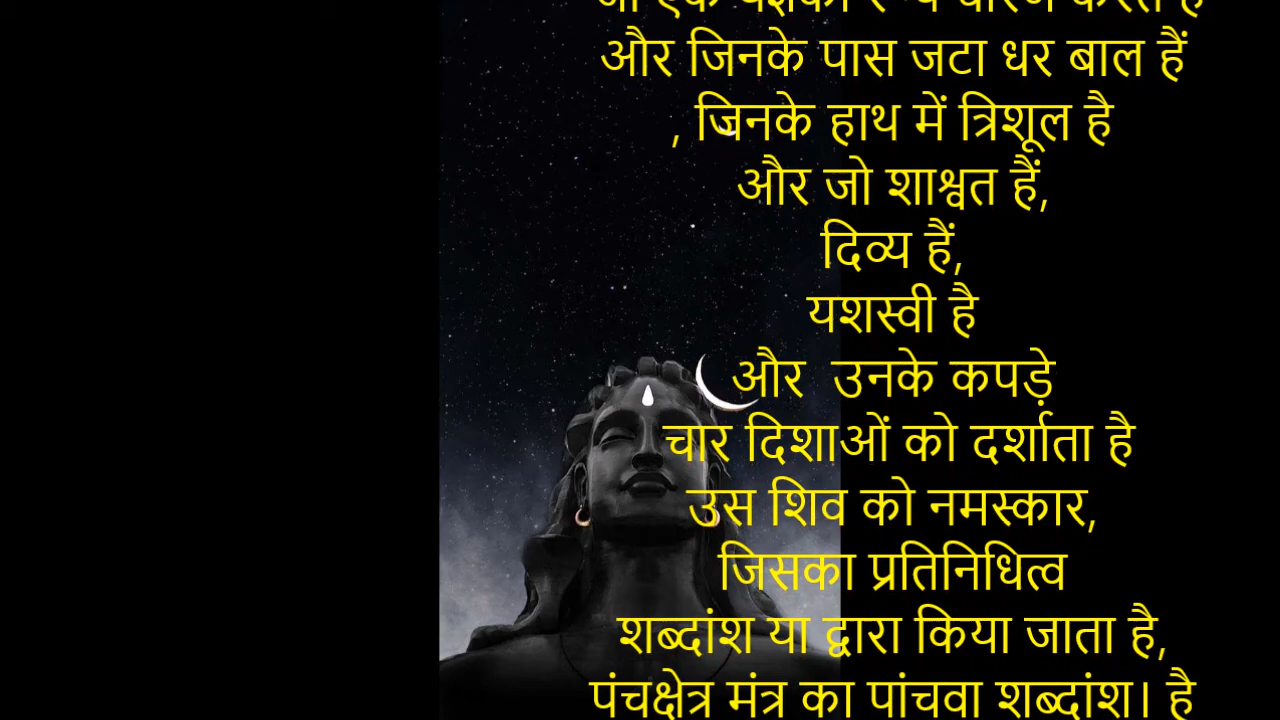 और जिनके पास जटा धर बाल हैं
, जिनके हाथ में त्रिशूल है
और जो शाश्वत हैं,
दिव्य हैं,
यशस्वी है
और उनके कपड़े
चार दिशाओं को दर्शाता है
उस शिव को नमस्कार,
जिसका प्रतिनिधित्व
शब्दांश या द्वारा किया जाता है,
पंचक्षेत्र मंत्र का पांचवा शब्दांश। है